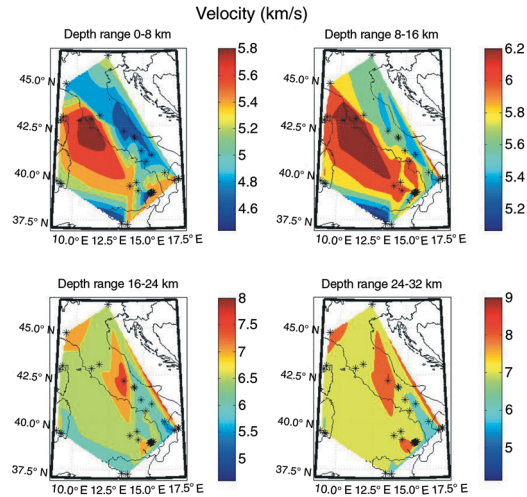 Velocity (km/s)
Depth range 0-8 km
Depth range 8-16 km
45.0° N
42.5° N
40.0° N
37.5° N
10.0° E 12.5° E 15.0° E 17.5° E
5.8
5.6
5.4
5.2
5
4.8
4.6
45.0° N
42.5° N
40.0° N
37.5° N
10.0° E 12.5° E 15.0° E 17.5° E
6.2
6
5.8
5.6
5.4
5.2
Depth range 16-24 km
Depth range 24-32 km
45.0° N
42.5° N
40.0° N
37.5° N
10.0° E 12.5° E 15.0° E 17.5° E
8
7.5
7
6.5
6
5.5
5
45.0° N
42.5° N
40.0° N
37.5° N
10.0° E 12.5° E 15.0° E 17.5° E
9
8
7
6
5